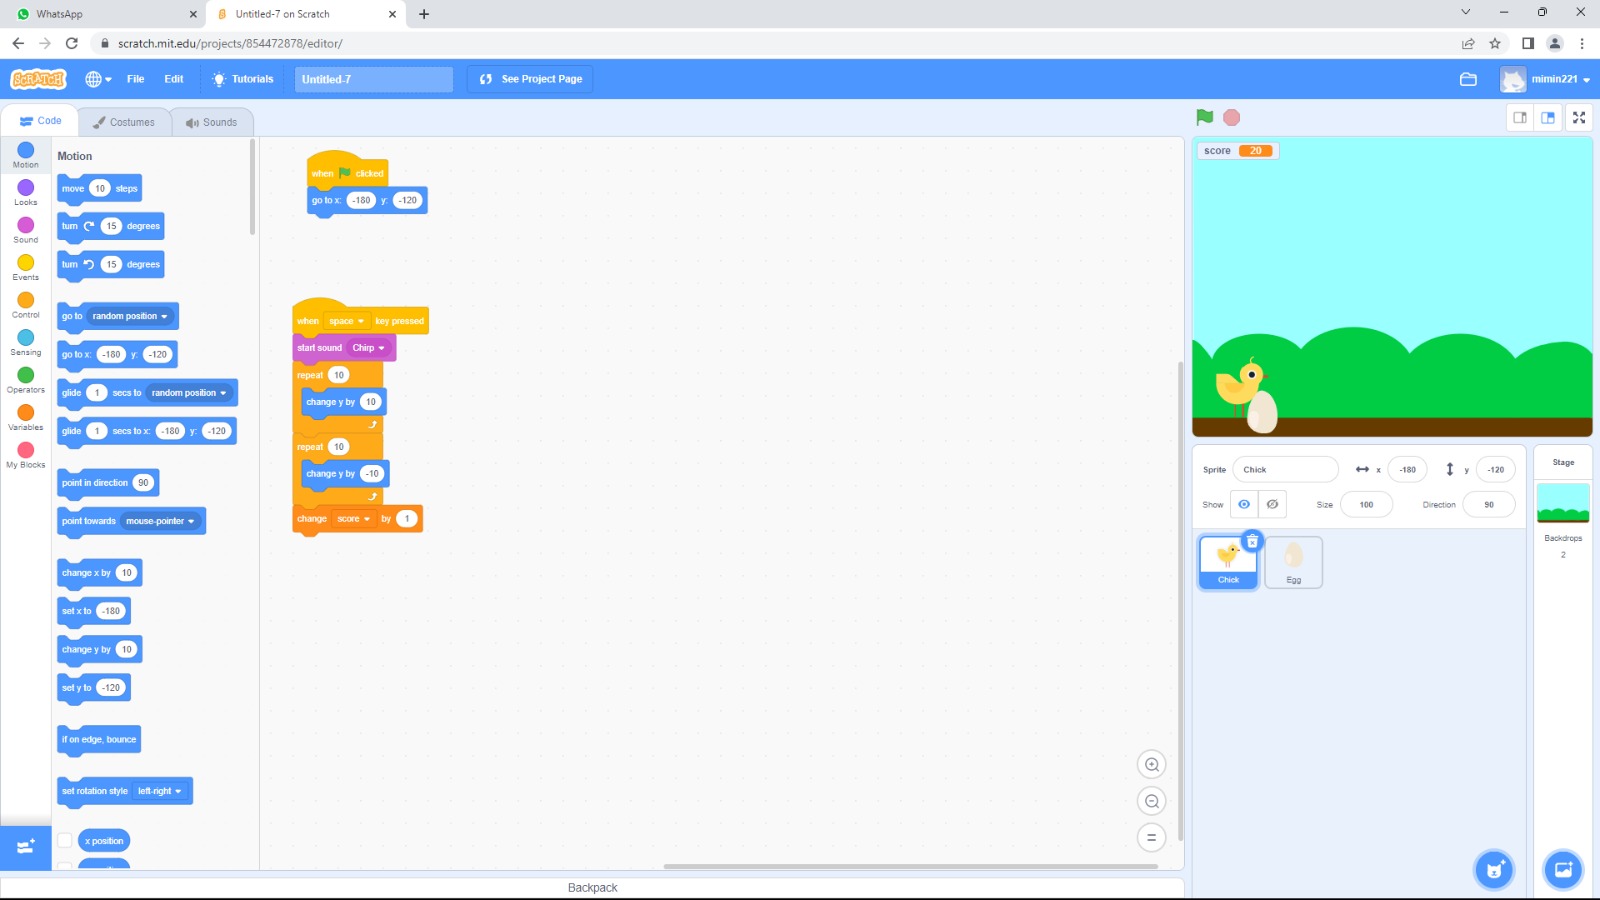 WhatsApp
Untitled-7 on Scratch
scratch.mit.edu/projects/854472878/editor/
SCRATCH
File
Edit
Tutorials
Untitled-7
See Project Page
mimin221
Code
Costumes
Sounds
Motion
Looks
Sound
Events
Control
Sensing
Operators
Variables
My Blocks
Motion
move 10 steps
turn 15 degrees
turn 15 degrees
go to random position
go to x: -180 y: -120
glide 1 secs to random position
glide 1 secs to x: -180 y: -120
point in direction 90
point towards mouse-pointer
change x by 10
set x to -180
change y by 10
set y to -120
if on edge, bounce
set rotation style left-right
x position
when clicked
go to x: -180 y: -120
when space key pressed
start sound Chirp
repeat 10
change y by 10
repeat 10
change y by -10
change score by 1
Backpack
score 20
Sprite Chick x -180 y -120
Show Size 100 Direction 90
Chick
Egg
Stage
Backdrops
2